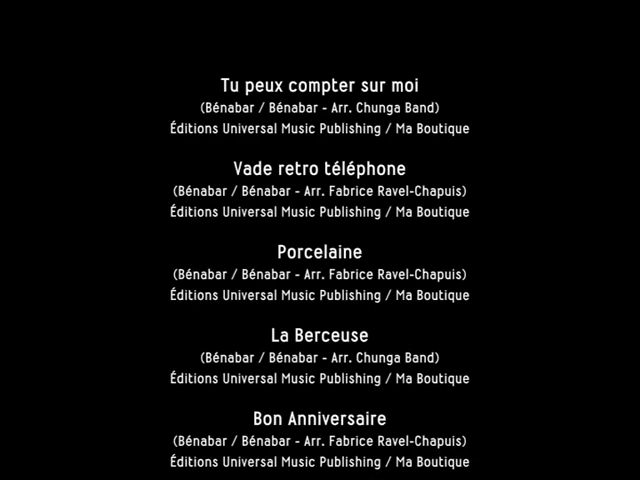 Tu peux compter sur moi
(Bénabar / Bénabar - Arr. Chunga Band)
Éditions Universal Music Publishing / Ma Boutique
Vade retro téléphone
(Bénabar / Bénabar - Arr. Fabrice Ravel-Chapuis)
Éditions Universal Music Publishing / Ma Boutique
Porcelaine
(Bénabar / Bénabar - Arr. Fabrice Ravel-Chapuis)
Éditions Universal Music Publishing / Ma Boutique
La Berceuse
(Bénabar / Bénabar - Arr. Chunga Band)
Éditions Universal Music Publishing / Ma Boutique
Bon Anniversaire
(Bénabar / Bénabar - Arr. Fabrice Ravel-Chapuis)
Éditions Universal Music Publishing / Ma Boutique